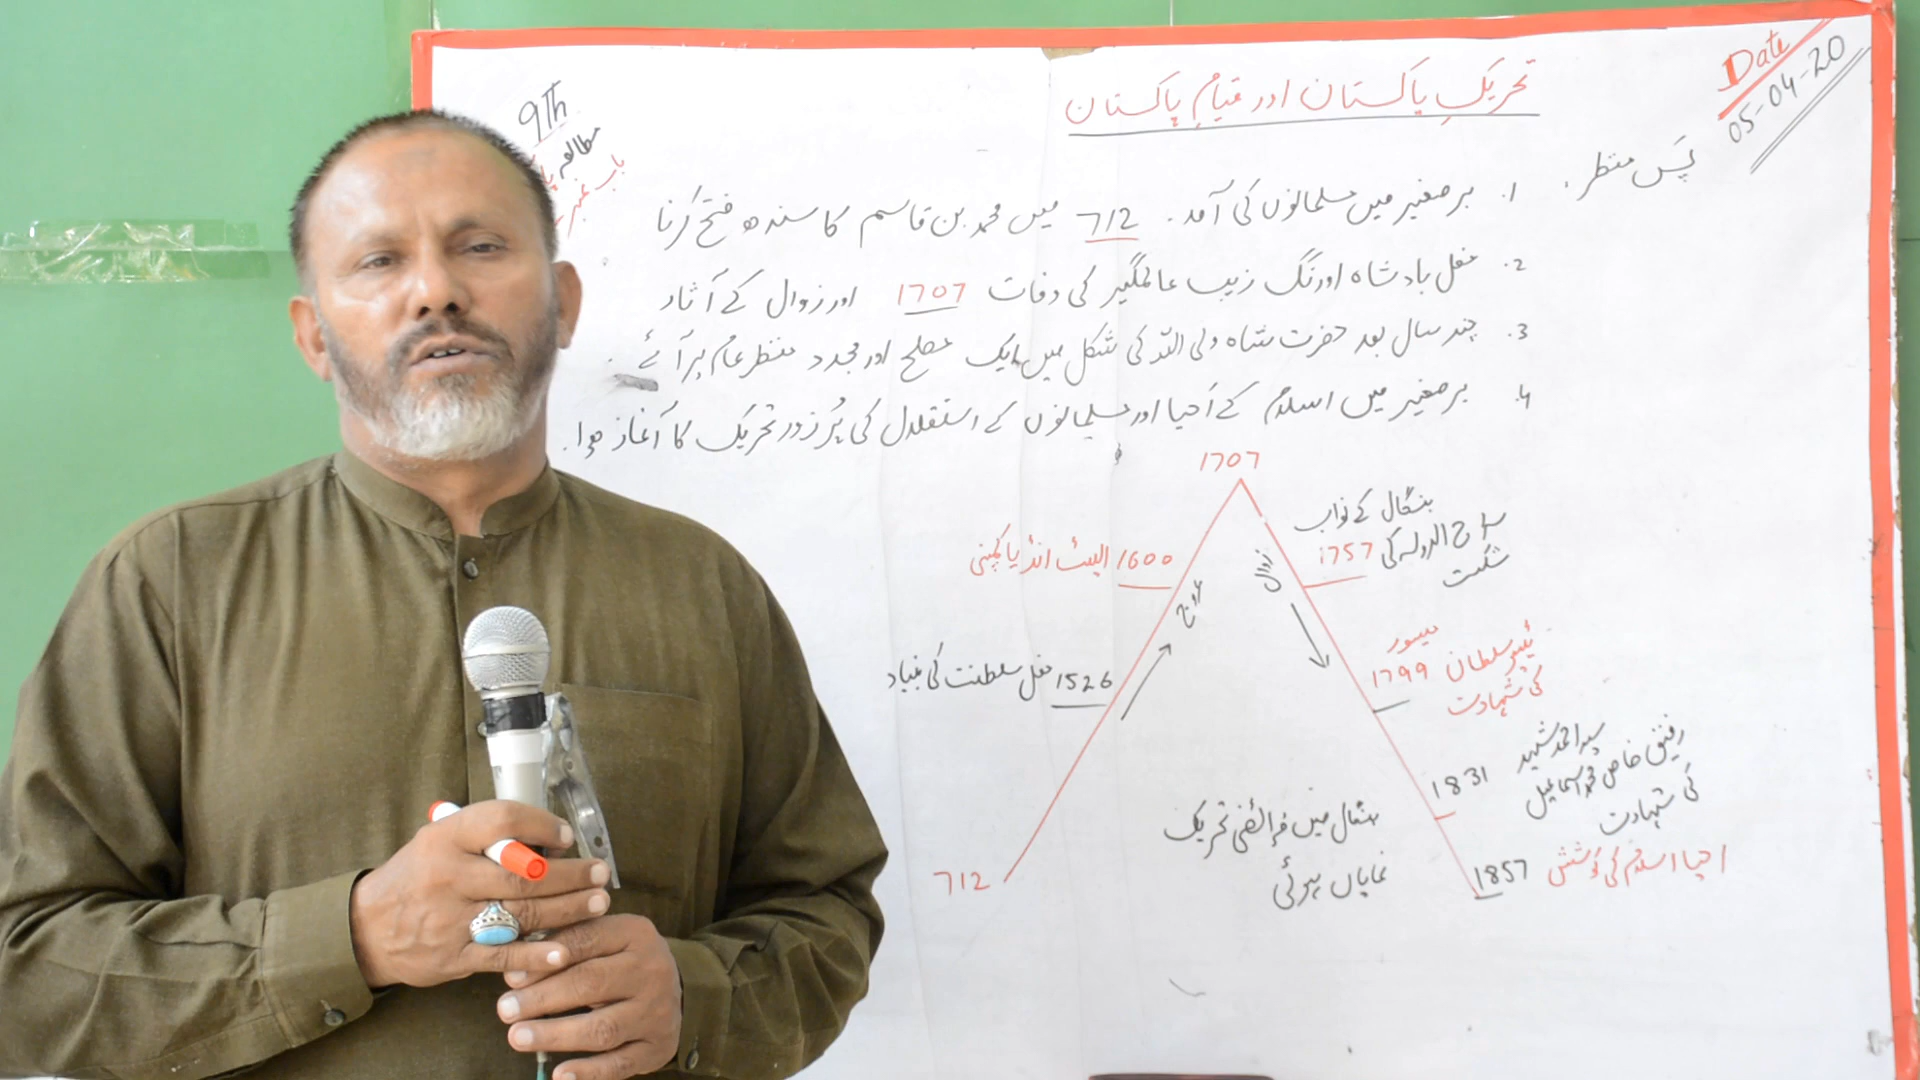 تحریکِ پاکستان اور قیامِ پاکستان
Date
05-04-20
9Th
مطالعہ
باب نمبر
پَس منظر
1. برصغیر میں مسلمانوں کی آمد۔ 712 میں محمد بن قاسم کا سندھ فتح کرنا
2. مغل بادشاہ اورنگ زیب عالمگیر کی وفات 1707 اور زوال کے آثار
3. چند سال بعد حضرت شاہ ولی اللہ کی شکل میں ایک مصلح اور مجدد منظر عام پر آئے
4. برصغیر میں اسلام کے اَحیا اور مسلمانوں کے استقلال کی پُر زور تحریک کا آغاز ہوا۔
1707
بنگال کے نواب
سراج الدولہ کی 1757
شکست
1600 ایسٹ انڈیا کمپنی
عروج
زوال
میسور
ٹیپو سلطان 1799
کی شہادت
1526 مغل سلطنت کی بنیاد
1831 سید احمد شہید
رفیق خاص محمد اسماعیل
کی شہادت
میں فرائضی تحریک
نمایاں ہوئی
1857 احیا اسلام کی کوشش
712